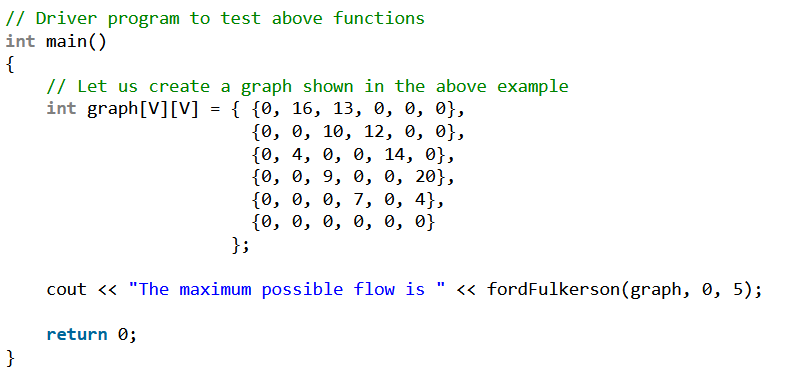 // Driver program to test above functions
int main()
{
    // Let us create a graph shown in the above example
    int graph[V][V] = { {0, 16, 13, 0, 0, 0},
                        {0, 0, 10, 12, 0, 0},
                        {0, 4, 0, 0, 14, 0},
                        {0, 0, 9, 0, 0, 20},
                        {0, 0, 0, 7, 0, 4},
                        {0, 0, 0, 0, 0, 0}
                      };
    cout << "The maximum possible flow is " << fordFulkerson(graph, 0, 5);
    return 0;
}